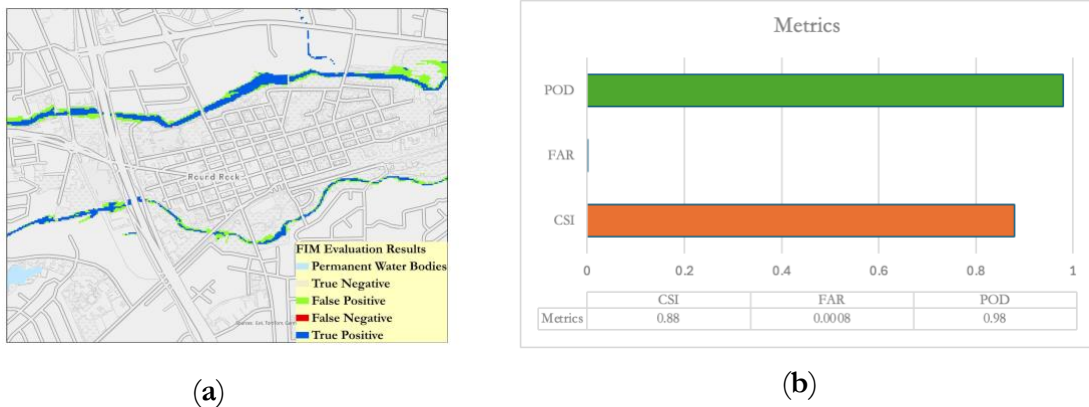 Round Rock
FIM Evaluation Results
Permanent Water Bodies
True Negative
False Positive
False Negative
True Positive
(a)
Metrics
POD
FAR
CSI
0 0.2 0.4 0.6 0.8 1
CSI FAR POD
Metrics 0.88 0.0008 0.98
(b)